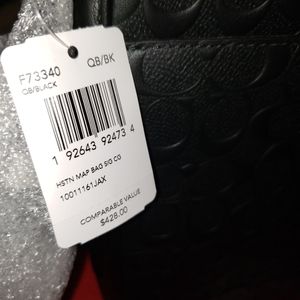 F73340 QB/BK
QB/BLACK
1 92643 92473 4
HSTN MAP BAG SIG CG
10011161JAX
COMPARABLE VALUE
$428.00